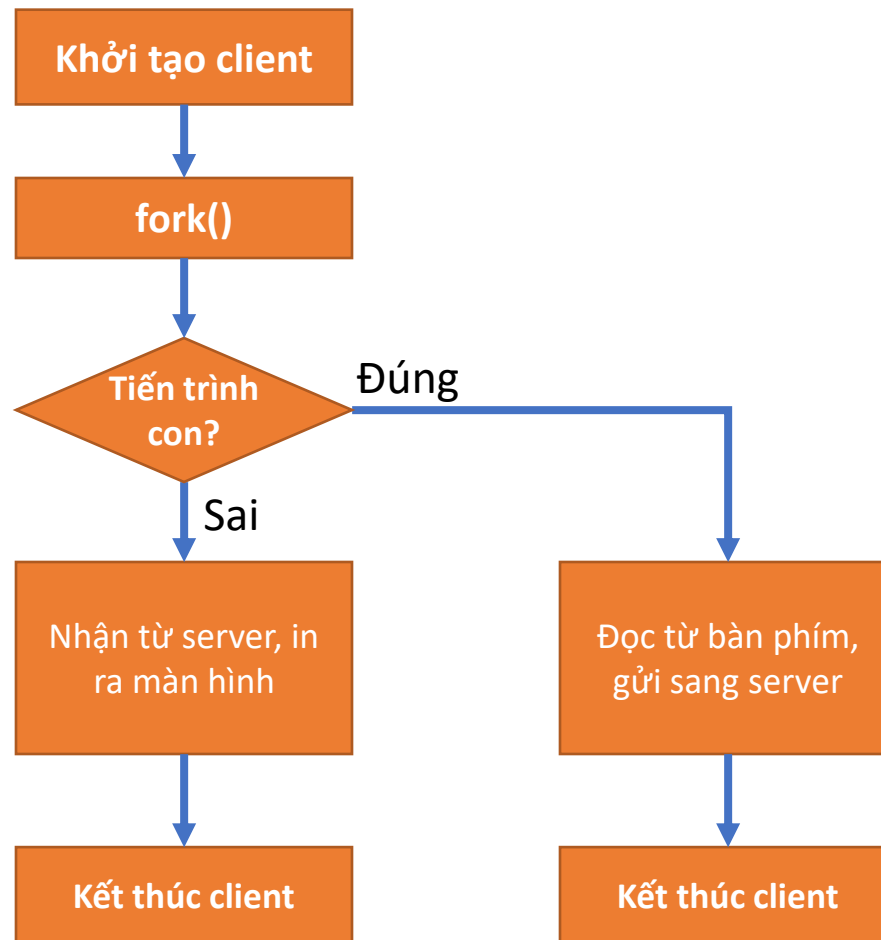 Khởi tạo client
fork()
Tiến trình
con?
Đúng
Sai
Nhận từ server, in
ra màn hình
Đọc từ bàn phím,
gửi sang server
Kết thúc client
Kết thúc client